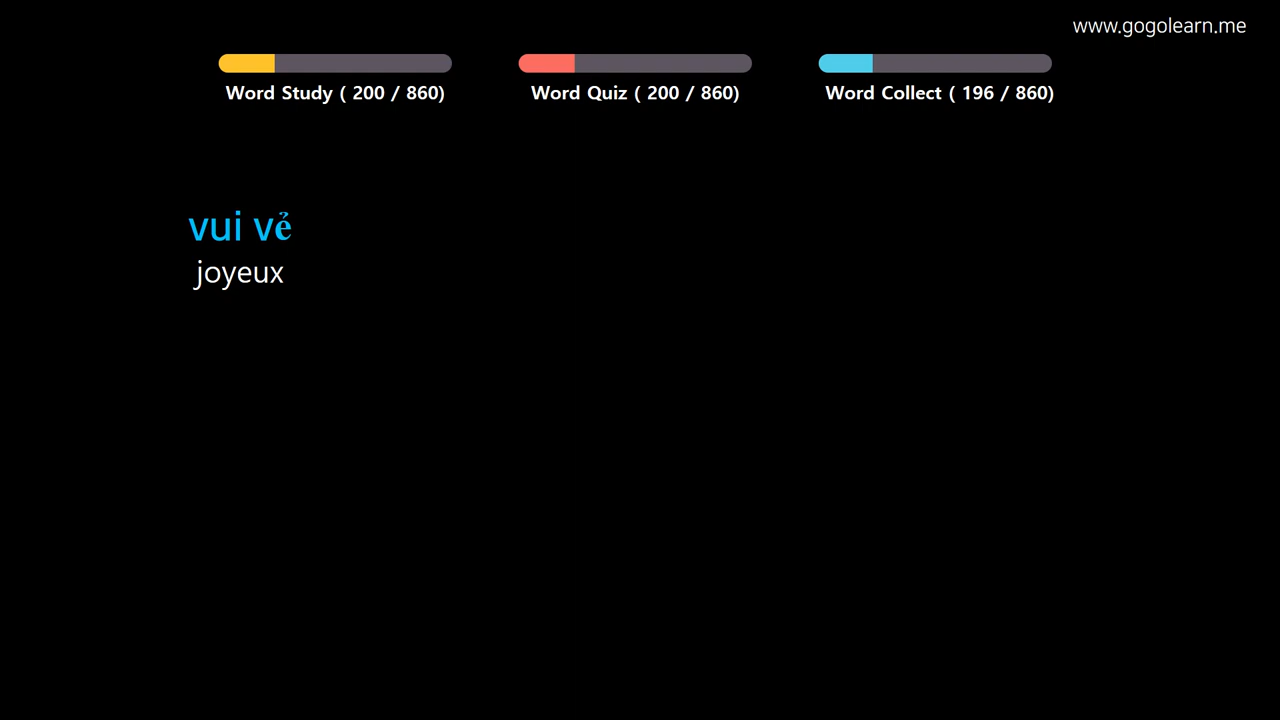 www.gogolearn.me
Word Study ( 200 / 860)
Word Quiz ( 200 / 860)
Word Collect ( 196 / 860)
vui vẻ
joyeux